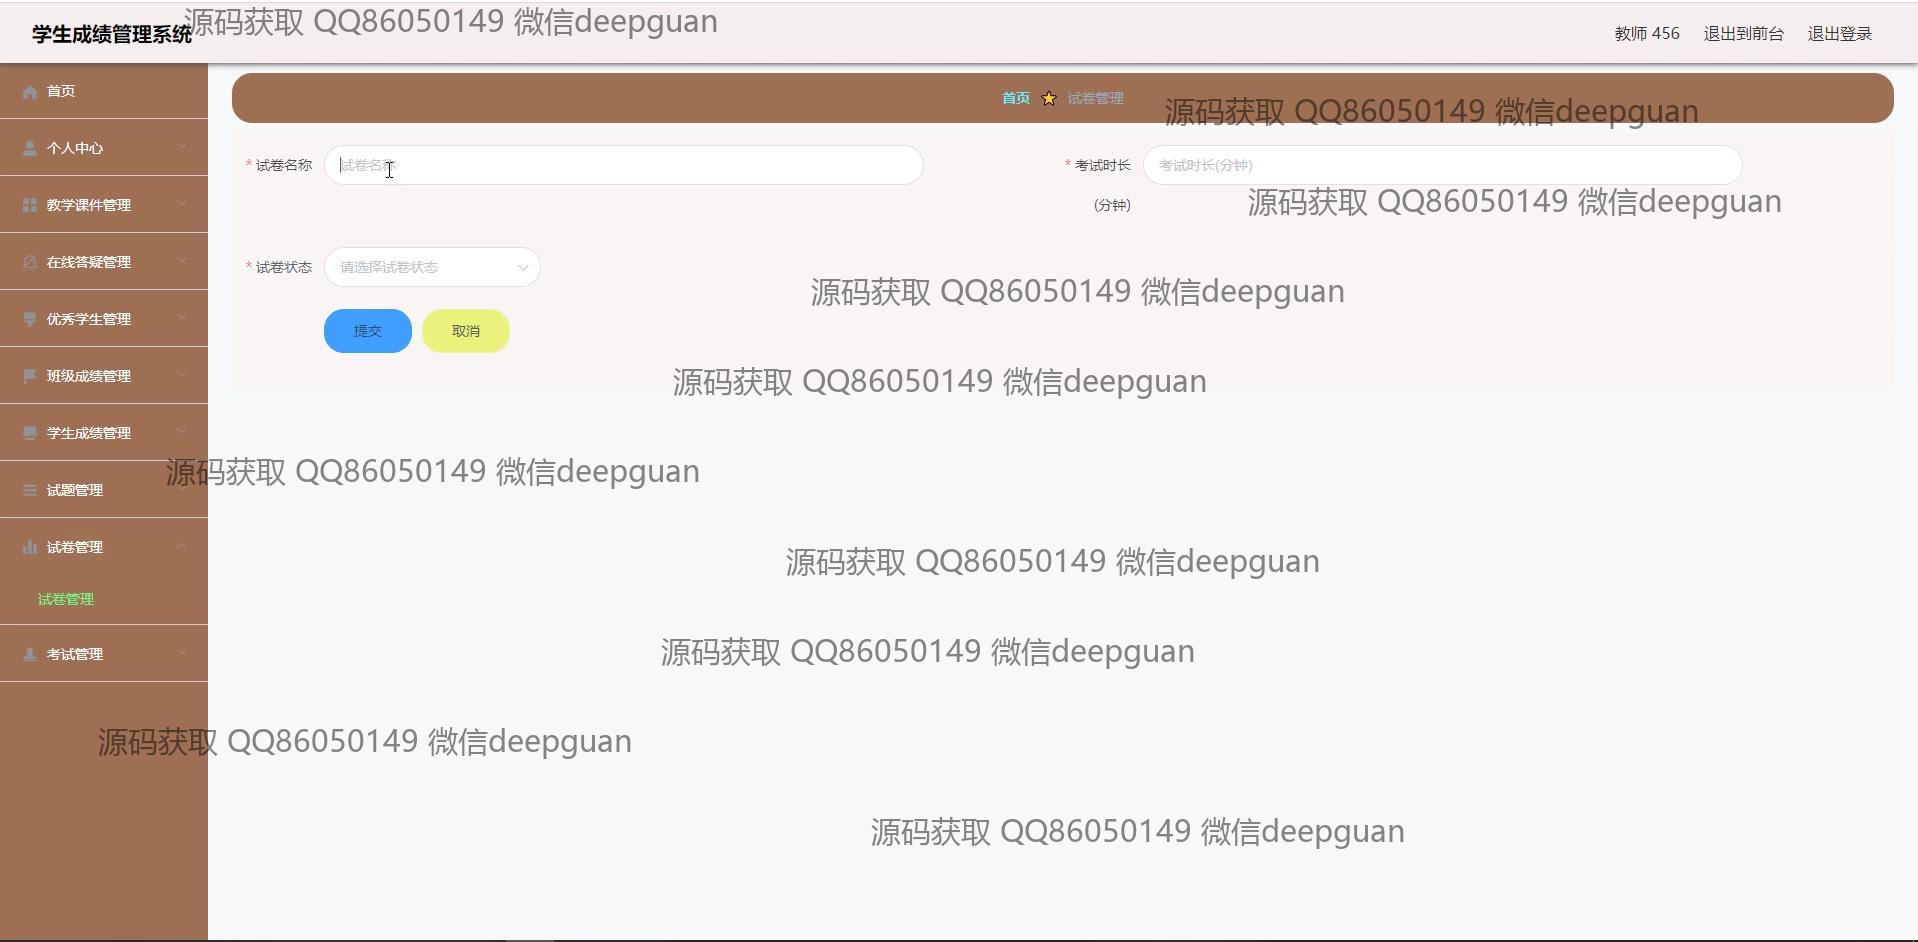 学生成绩管理系统
源码获取 QQ86050149 微信deepguan
教师 456 退出到前台 退出登录
首页
首页 试卷管理
源码获取 QQ86050149 微信deepguan
个人中心
* 试卷名称 试卷名称
* 考试时长 考试时长(分钟)
教学课件管理
(分钟)
源码获取 QQ86050149 微信deepguan
在线答疑管理
* 试卷状态 请选择试卷状态
源码获取 QQ86050149 微信deepguan
优秀学生管理
提交 取消
班级成绩管理
源码获取 QQ86050149 微信deepguan
学生成绩管理
源码获取 QQ86050149 微信deepguan
试题管理
试卷管理
源码获取 QQ86050149 微信deepguan
试卷管理
考试管理
源码获取 QQ86050149 微信deepguan
源码获取 QQ86050149 微信deepguan
源码获取 QQ86050149 微信deepguan